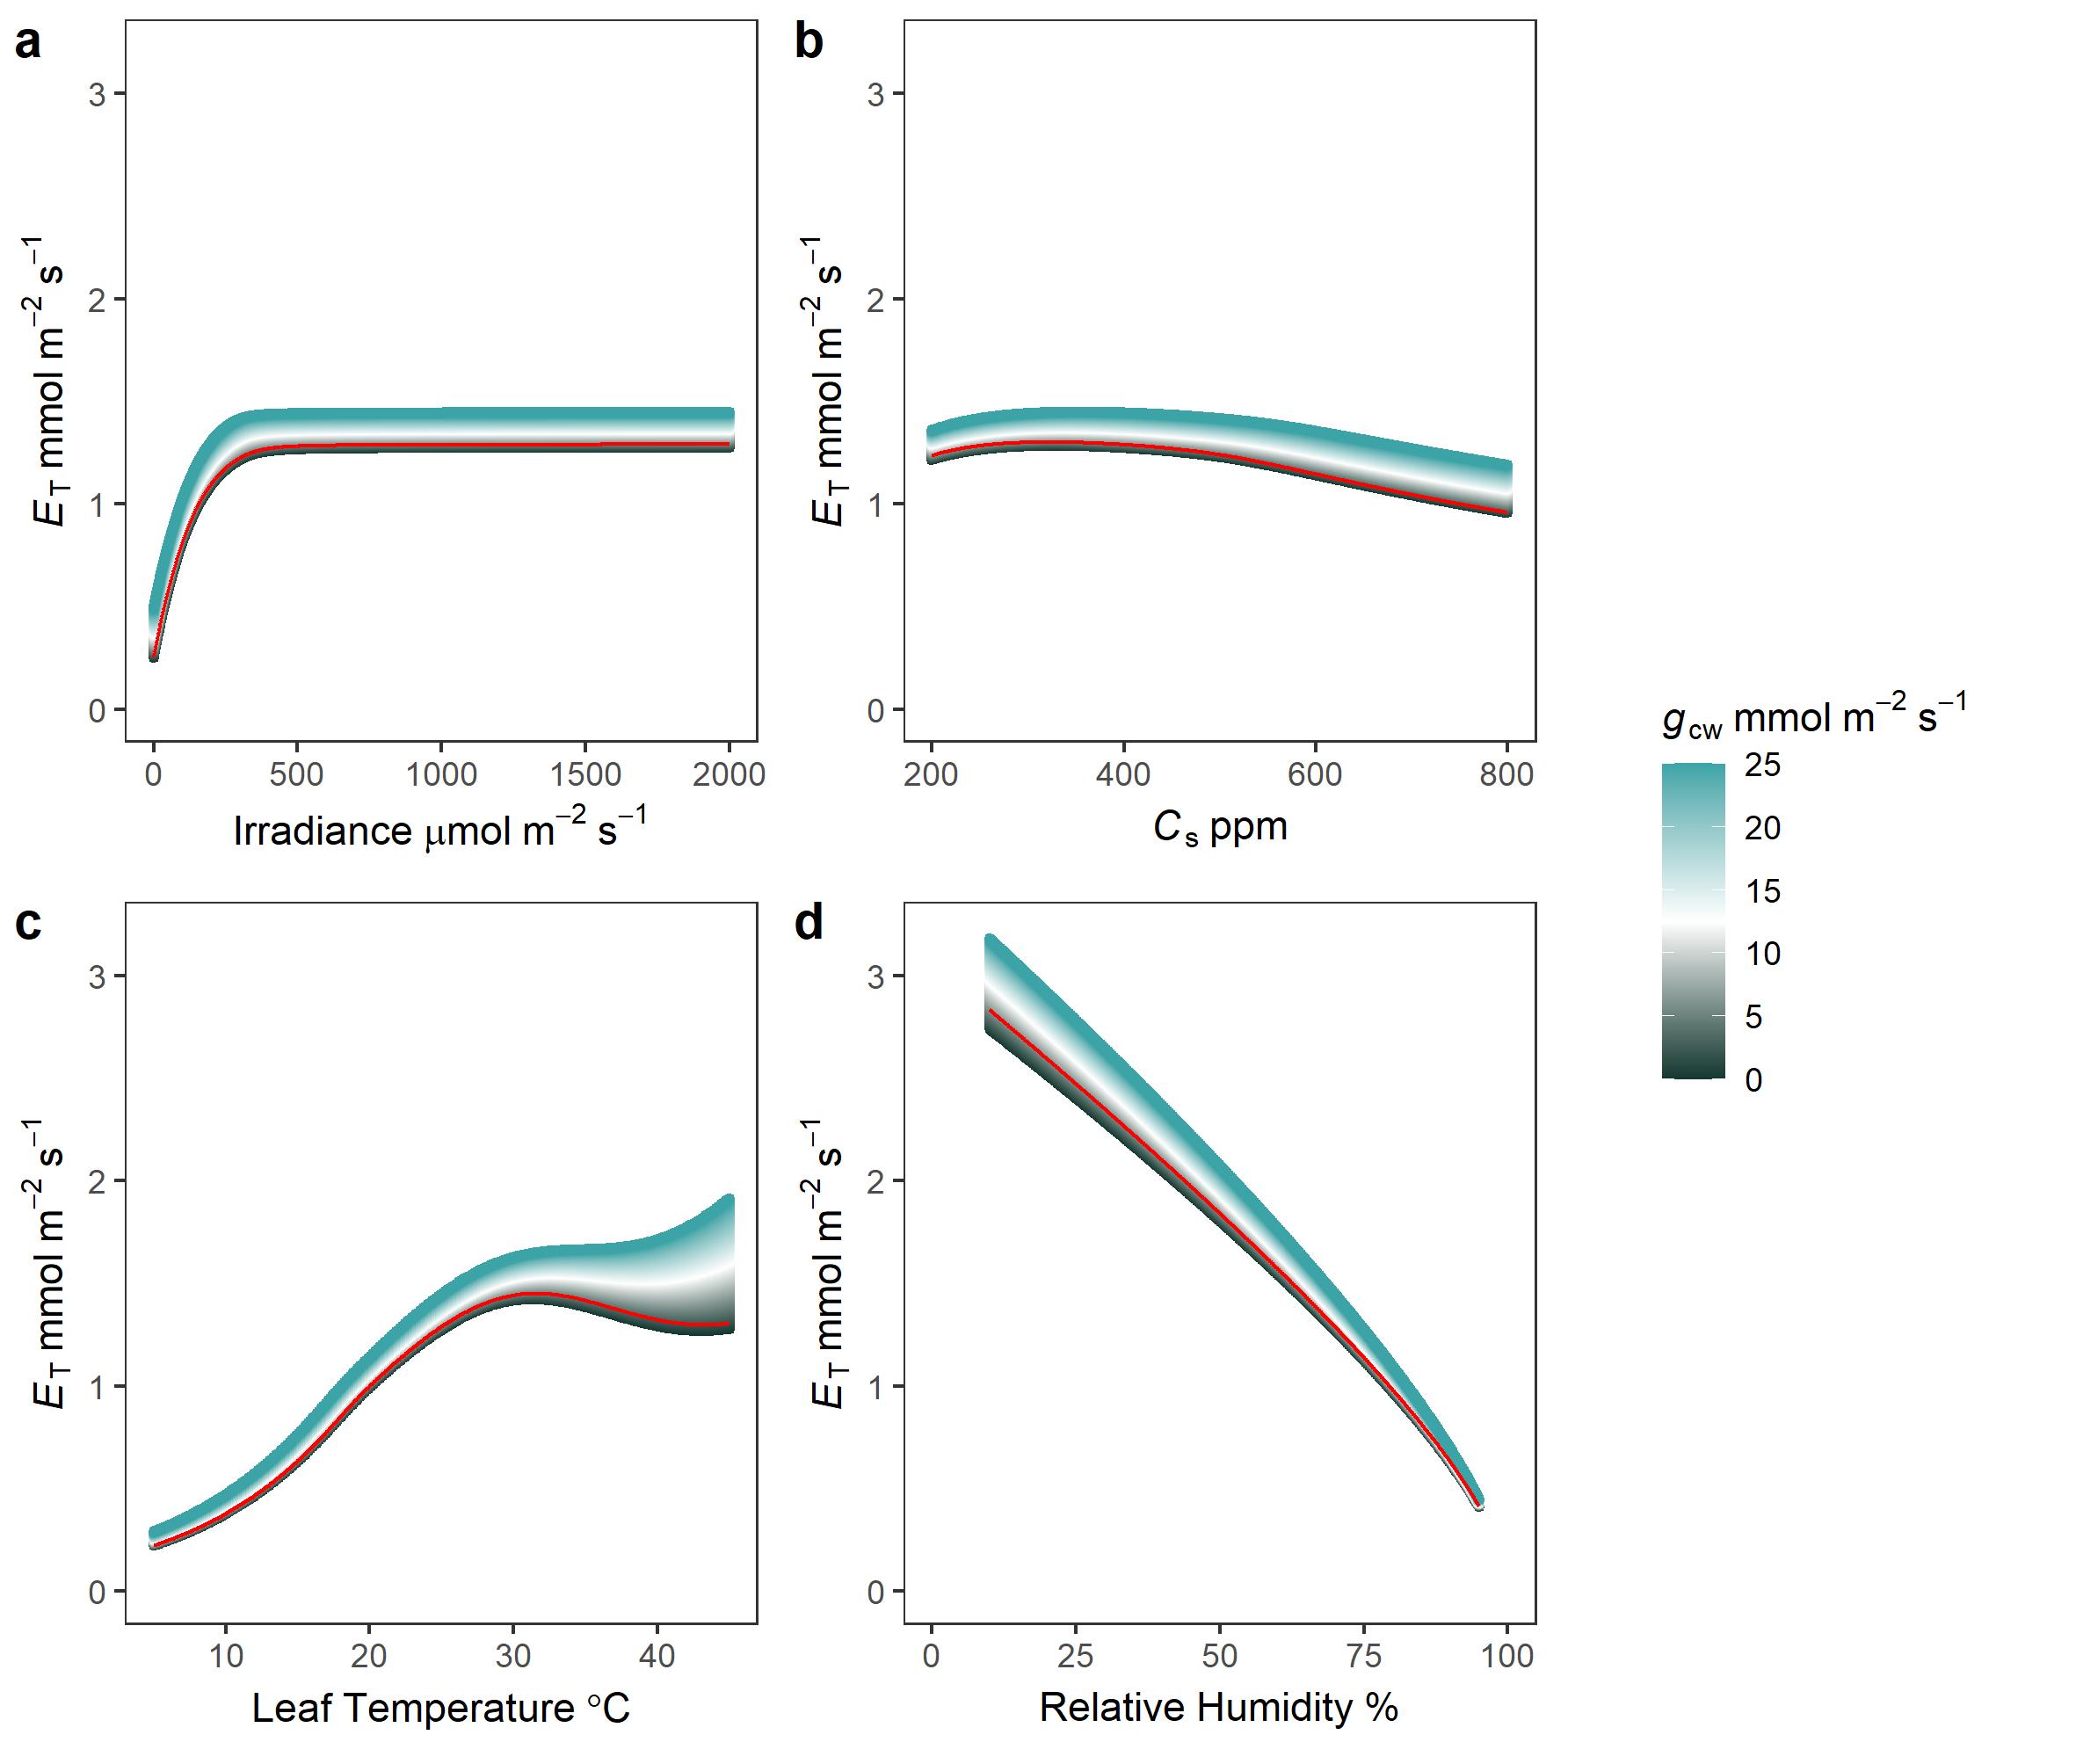 a
3
2
1
0
E_T mmol m⁻² s⁻¹
0 500 1000 1500 2000
Irradiance μmol m⁻² s⁻¹
b
3
2
1
0
E_T mmol m⁻² s⁻¹
200 400 600 800
C_s ppm
c
3
2
1
0
E_T mmol m⁻² s⁻¹
10 20 30 40
Leaf Temperature °C
d
3
2
1
0
E_T mmol m⁻² s⁻¹
0 25 50 75 100
Relative Humidity %
g_cw mmol m⁻² s⁻¹
25
20
15
10
5
0